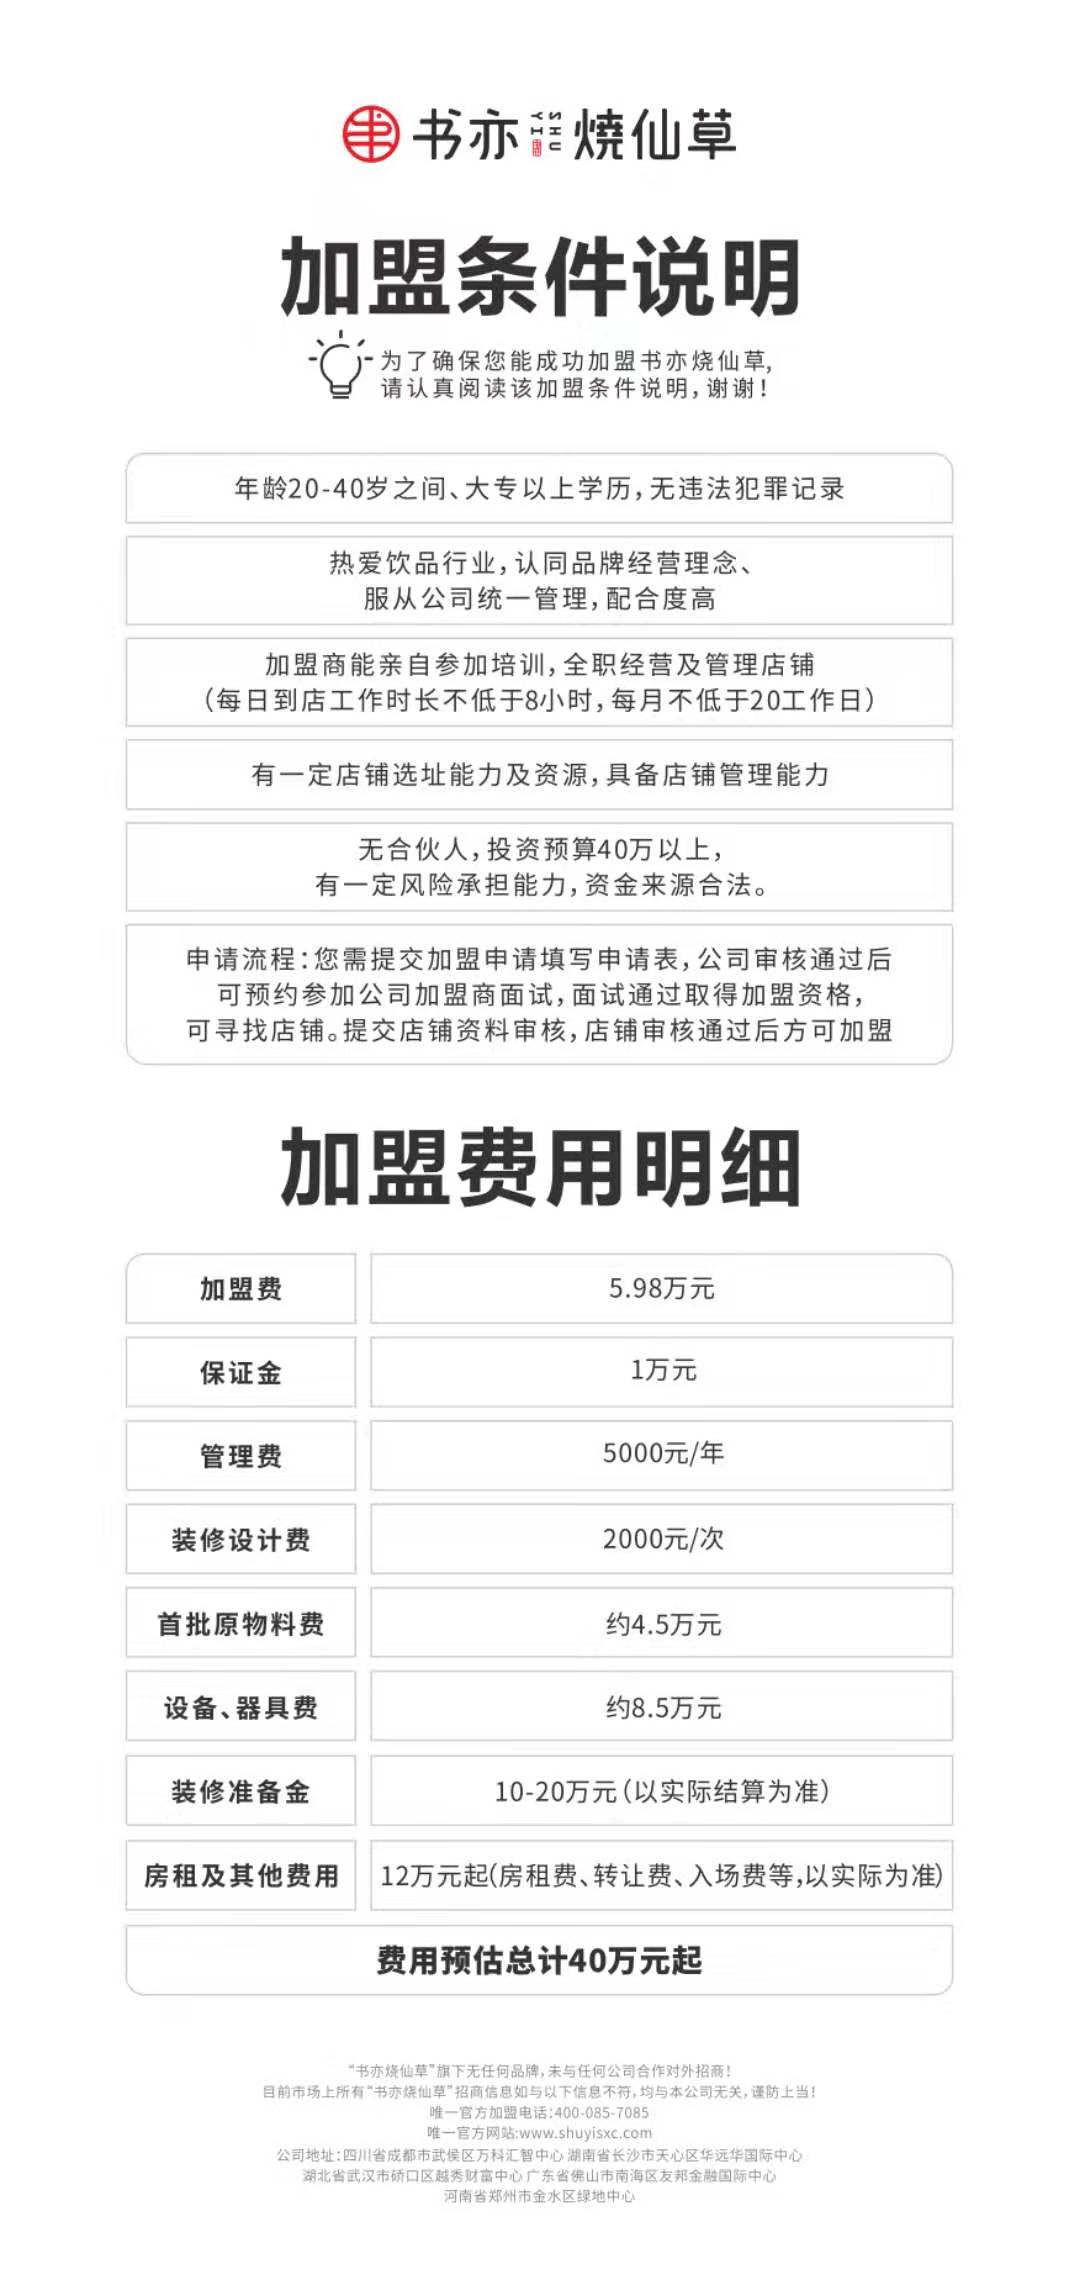 书亦 SHU YI 燒仙草
加盟条件说明
为了确保您能成功加盟书亦烧仙草,
请认真阅读该加盟条件说明,谢谢!
年龄20-40岁之间、大专以上学历,无违法犯罪记录
热爱饮品行业,认同品牌经营理念、
服从公司统一管理,配合度高
加盟商能亲自参加培训,全职经营及管理店铺
(每日到店工作时长不低于8小时,每月不低于20工作日)
有一定店铺选址能力及资源,具备店铺管理能力
无合伙人,投资预算40万以上,
有一定风险承担能力,资金来源合法。
申请流程:您需提交加盟申请填写申请表,公司审核通过后
可预约参加公司加盟商面试,面试通过取得加盟资格,
可寻找店铺。提交店铺资料审核,店铺审核通过后方可加盟
加盟费用明细
加盟费 5.98万元
保证金 1万元
管理费 5000元/年
装修设计费 2000元/次
首批原物料费 约4.5万元
设备、器具费 约8.5万元
装修准备金 10-20万元(以实际结算为准)
房租及其他费用 12万元起(房租费、转让费、入场费等,以实际为准)
费用预估总计40万元起
“书亦烧仙草”旗下无任何品牌,未与任何公司合作对外招商!
目前市场上所有“书亦烧仙草”招商信息如与以下信息不符,均与本公司无关,谨防上当!
唯一官方加盟电话:400-085-7085
唯一官方网站:www.shuyisxc.com
公司地址:四川省成都市武侯区万科汇智中心 湖南省长沙市天心区华远华国际中心
湖北省武汉市硚口区越秀财富中心 广东省佛山市南海区友邦金融国际中心
河南省郑州市金水区绿地中心